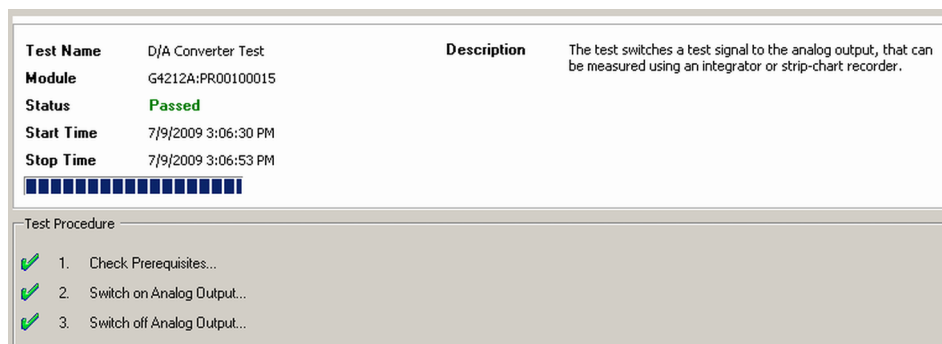 Test Name D/A Converter Test
Module G4212A:PR00100015
Status Passed
Start Time 7/9/2009 3:06:30 PM
Stop Time 7/9/2009 3:06:53 PM
Description The test switches a test signal to the analog output, that can
be measured using an integrator or strip-chart recorder.
Test Procedure
1. Check Prerequisites...
2. Switch on Analog Output...
3. Switch off Analog Output...